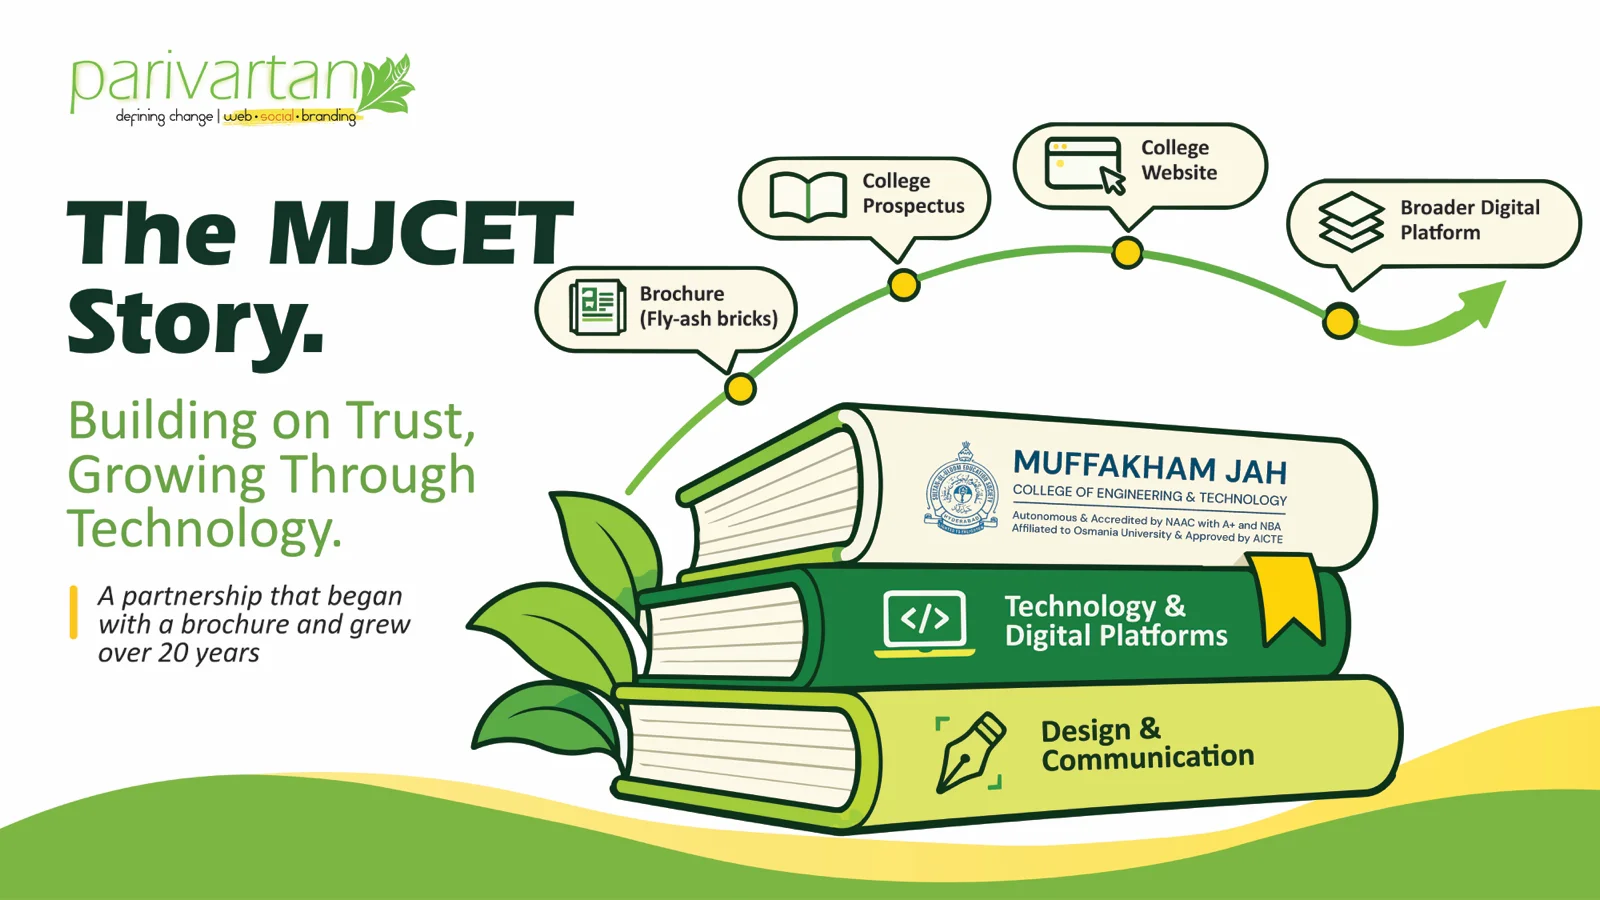 parivartan
defining change | web • social • branding
The MJCET
Story.
Building on Trust,
Growing Through
Technology.
A partnership that began
with a brochure and grew
over 20 years
Brochure
(Fly-ash bricks)
College
Prospectus
College
Website
Broader Digital
Platform
MUFFAKHAM JAH
COLLEGE OF ENGINEERING & TECHNOLOGY
Autonomous & Accredited by NAAC with A+ and NBA
Affiliated to Osmania University & Approved by AICTE
</>
Technology &
Digital Platforms
Design &
Communication